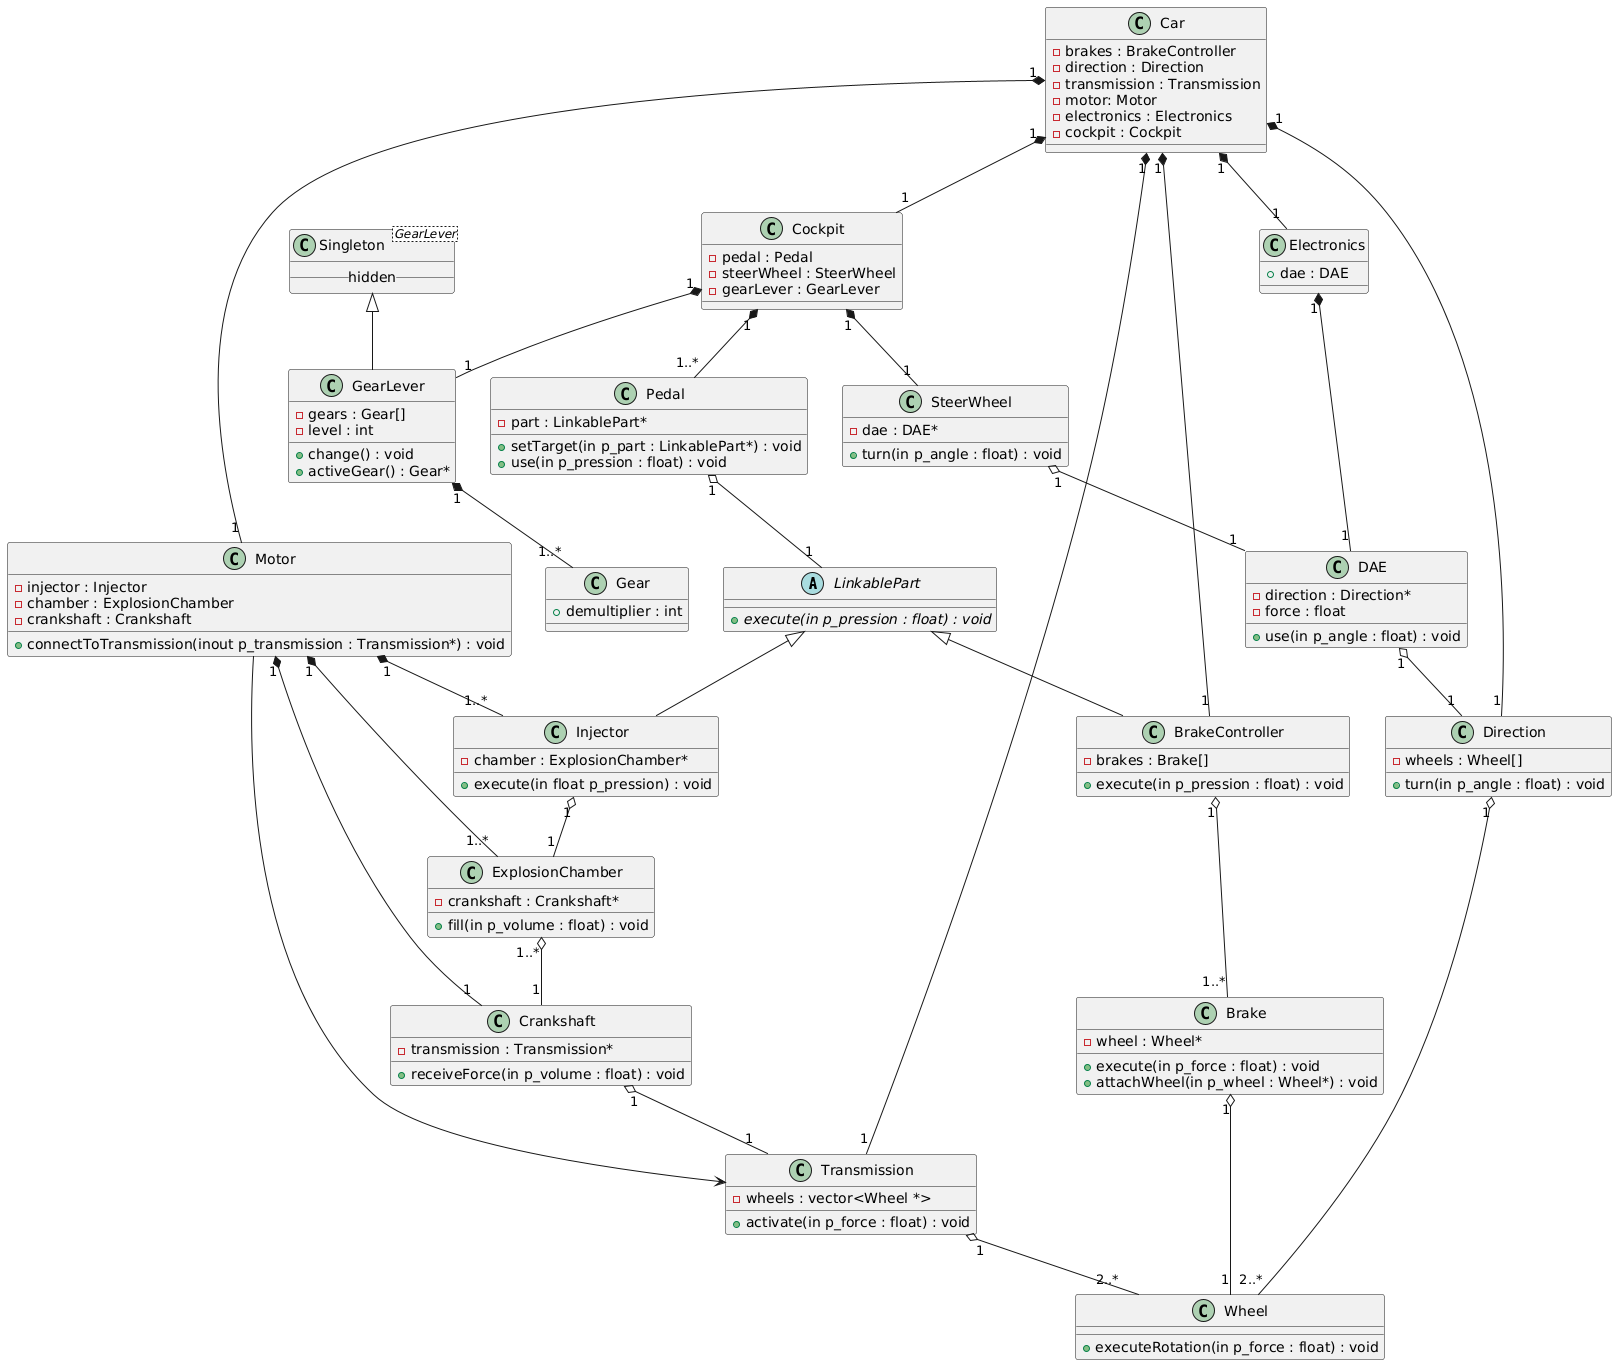 Car
brakes : BrakeController
direction : Direction
transmission : Transmission
motor: Motor
electronics : Electronics
cockpit : Cockpit
1
1
1
1
1
1
1
1
Singleton
GearLever
hidden
Cockpit
pedal : Pedal
steerWheel : SteerWheel
gearLever : GearLever
Electronics
dae : DAE
1
1
1
1
1
1..*
1
GearLever
gears : Gear[]
level : int
change() : void
activeGear() : Gear*
Pedal
part : LinkablePart*
setTarget(in p_part : LinkablePart*) : void
use(in p_pression : float) : void
SteerWheel
dae : DAE*
turn(in p_angle : float) : void
1
1
1
1
1..*
1
1
1
Motor
injector : Injector
chamber : ExplosionChamber
crankshaft : Crankshaft
connectToTransmission(inout p_transmission : Transmission*) : void
Gear
demultiplier : int
LinkablePart
execute(in p_pression : float) : void
DAE
direction : Direction*
force : float
use(in p_angle : float) : void
1
1
1
1
1..*
1
1
1
Injector
chamber : ExplosionChamber*
execute(in float p_pression) : void
BrakeController
brakes : Brake[]
execute(in p_pression : float) : void
Direction
wheels : Wheel[]
turn(in p_angle : float) : void
1
1
1
1..*
1
ExplosionChamber
crankshaft : Crankshaft*
fill(in p_volume : float) : void
1..*
1
1
1..*
Crankshaft
transmission : Transmission*
receiveForce(in p_volume : float) : void
Brake
wheel : Wheel*
execute(in p_force : float) : void
attachWheel(in p_wheel : Wheel*) : void
1
1
1
1
Transmission
wheels : vector<Wheel *>
activate(in p_force : float) : void
1
2..*
1
2..*
Wheel
executeRotation(in p_force : float) : void